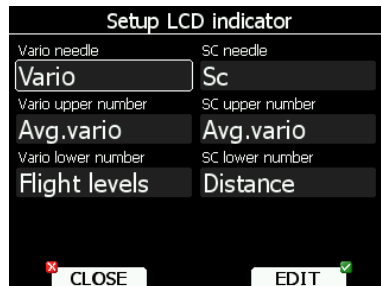 Setup LCD indicator
Vario needle SC needle
Vario Sc
Vario upper number SC upper number
Avg.vario Avg.vario
Vario lower number SC lower number
Flight levels Distance
CLOSE EDIT